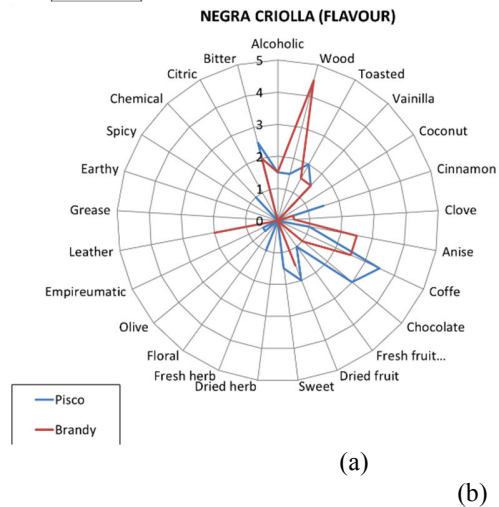 NEGRA CRIOLLA (FLAVOUR)
Alcoholic
Wood
Toasted
Vainilla
Coconut
Cinnamon
Clove
Anise
Coffe
Chocolate
Fresh fruit...
Dried fruit
Sweet
Dried herb
Fresh herb
Floral
Olive
Empireumatic
Leather
Grease
Earthy
Spicy
Chemical
Citric
Bitter
5
4
3
2
1
0
Pisco
Brandy
(a)
(b)